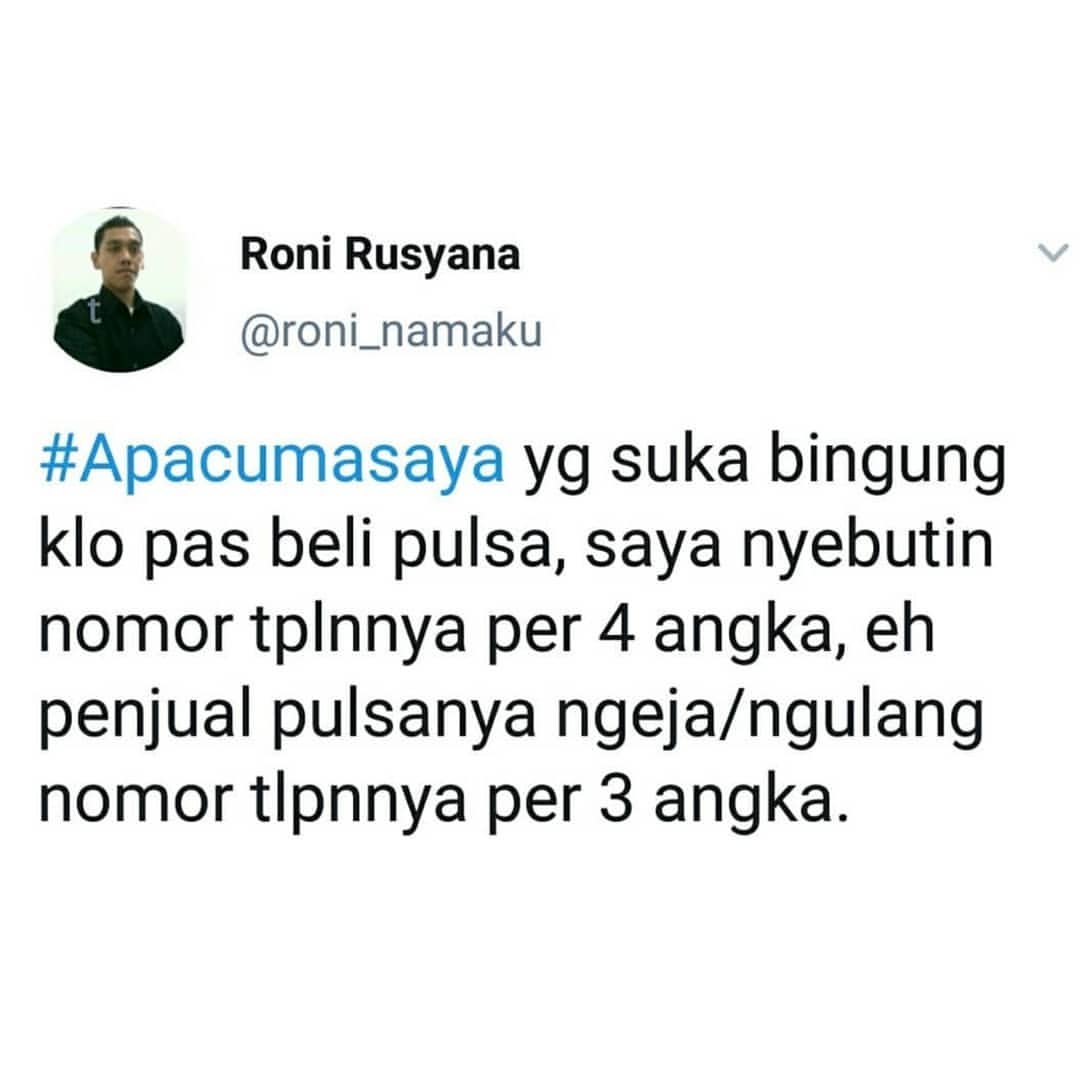 Roni Rusyana
@roni_namaku
#Apacumasaya yg suka bingung
klo pas beli pulsa, saya nyebutin
nomor tplnnya per 4 angka, eh
penjual pulsanya ngeja/ngulang
nomor tlpnnya per 3 angka.
t